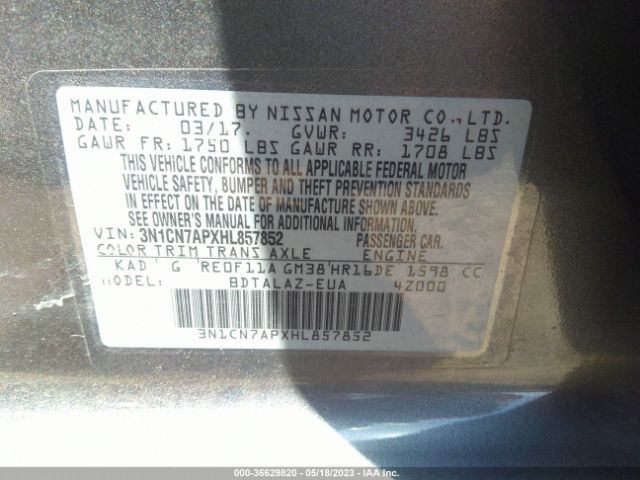 MANUFACTURED BY NISSAN MOTOR CO., LTD.
DATE: 03/17. GVWR: 3426 LBS
GAWR FR: 1750 LBS GAWR RR: 1708 LBS
THIS VEHICLE CONFORMS TO ALL APPLICABLE FEDERAL MOTOR
VEHICLE SAFETY, BUMPER AND THEFT PREVENTION STANDARDS
IN EFFECT ON THE DATE OF MANUFACTURE SHOWN ABOVE.
SEE OWNER'S MANUAL FOR ADDITIONAL INFORMATION.
VIN: 3N1CN7APXHL857852 PASSENGER CAR.
COLOR TRIM TRANS AXLE ENGINE
KAD G RE0F11A GM38 HR16DE 1598 CC
BDTALAZ-EUA 4Z000
3N1CN7APXHL857852
000-36629820 - 05/18/2023 - IAA Inc.